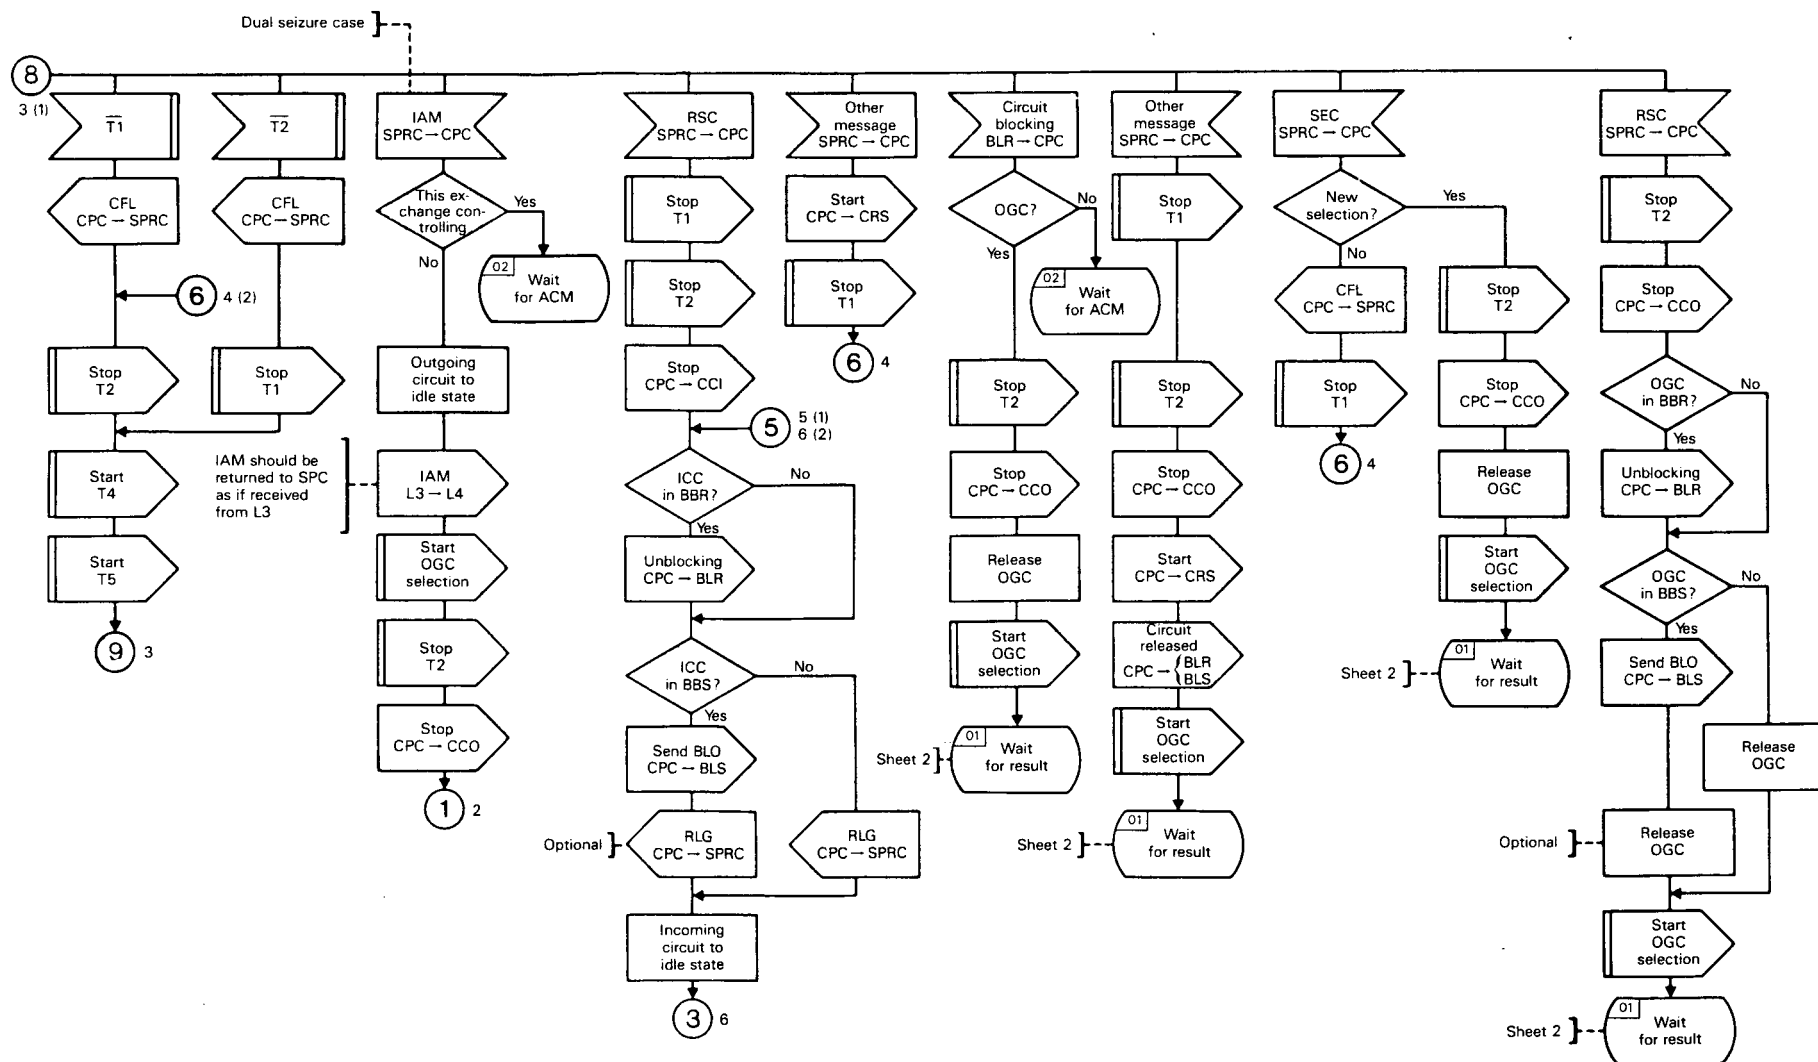 Dual seizure case
8
3 (1)
T1
CFL
CPC → SPRC
6
4 (2)
Stop
T2
Start
T4
Start
T5
9
3
T2
CFL
CPC → SPRC
Stop
T1
IAM
SPRC → CPC
This ex-
change con-
trolling
Yes
02
Wait
for ACM
No
Outgoing
circuit to
idle state
IAM should be
returned to SPC
as if received
from L3
IAM
L3 → L4
Start
OGC
selection
Stop
T2
Stop
CPC → CCO
1
2
RSC
SPRC → CPC
Stop
T1
Stop
T2
Stop
CPC → CCI
5
5 (1)
6 (2)
ICC
in BBR?
No
Yes
Unblocking
CPC → BLR
ICC
in BBS?
No
Yes
Send BLO
CPC → BLS
Optional
RLG
CPC → SPRC
RLG
CPC → SPRC
Incoming
circuit to
idle state
3
6
Other
message
SPRC → CPC
Start
CPC → CRS
Stop
T1
6
4
Circuit
blocking
BLR → CPC
OGC?
No
Yes
02
Wait
for ACM
Stop
T2
Stop
CPC → CCO
Release
OGC
Start
OGC
selection
Sheet 2
01
Wait
for result
Other
message
SPRC → CPC
Stop
T1
Stop
T2
Stop
CPC → CCO
Start
CPC → CRS
Circuit
released
CPC → { BLR
BLS
Start
OGC
selection
Sheet 2
01
Wait
for result
SEC
SPRC → CPC
New
selection?
Yes
No
CFL
CPC → SPRC
Stop
T1
6
4
Stop
T2
Stop
CPC → CCO
Release
OGC
Start
OGC
selection
Sheet 2
01
Wait
for result
RSC
SPRC → CPC
Stop
T2
Stop
CPC → CCO
OGC
in BBR?
No
Yes
Unblocking
CPC → BLR
OGC
in BBS?
No
Yes
Send BLO
CPC → BLS
Release
OGC
Optional
Release
OGC
Start
OGC
selection
Sheet 2
01
Wait
for result